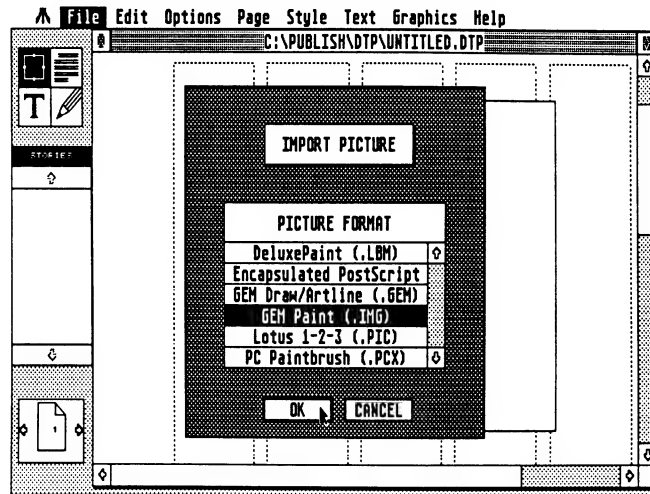 File Edit Options Page Style Text Graphics Help
C:\PUBLISH\DTP\UNTITLED.DTP
T
STORIES
IMPORT PICTURE
PICTURE FORMAT
DeluxePaint (.LBM)
Encapsulated PostScript
GEM Draw/Artline (.GEM)
GEM Paint (.IMG)
Lotus 1-2-3 (.PIC)
PC Paintbrush (.PCX)
OK CANCEL
1